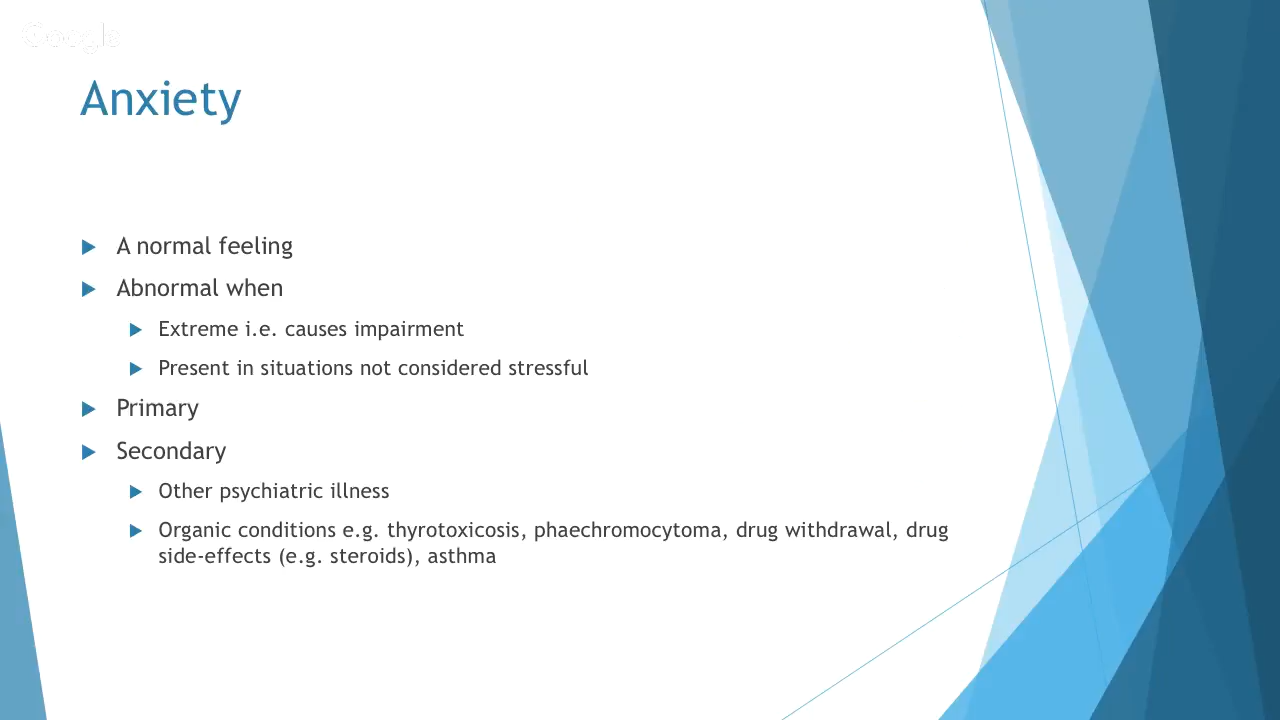 Google
Anxiety
A normal feeling
Abnormal when
Extreme i.e. causes impairment
Present in situations not considered stressful
Primary
Secondary
Other psychiatric illness
Organic conditions e.g. thyrotoxicosis, phaechromocytoma, drug withdrawal, drug
side-effects (e.g. steroids), asthma